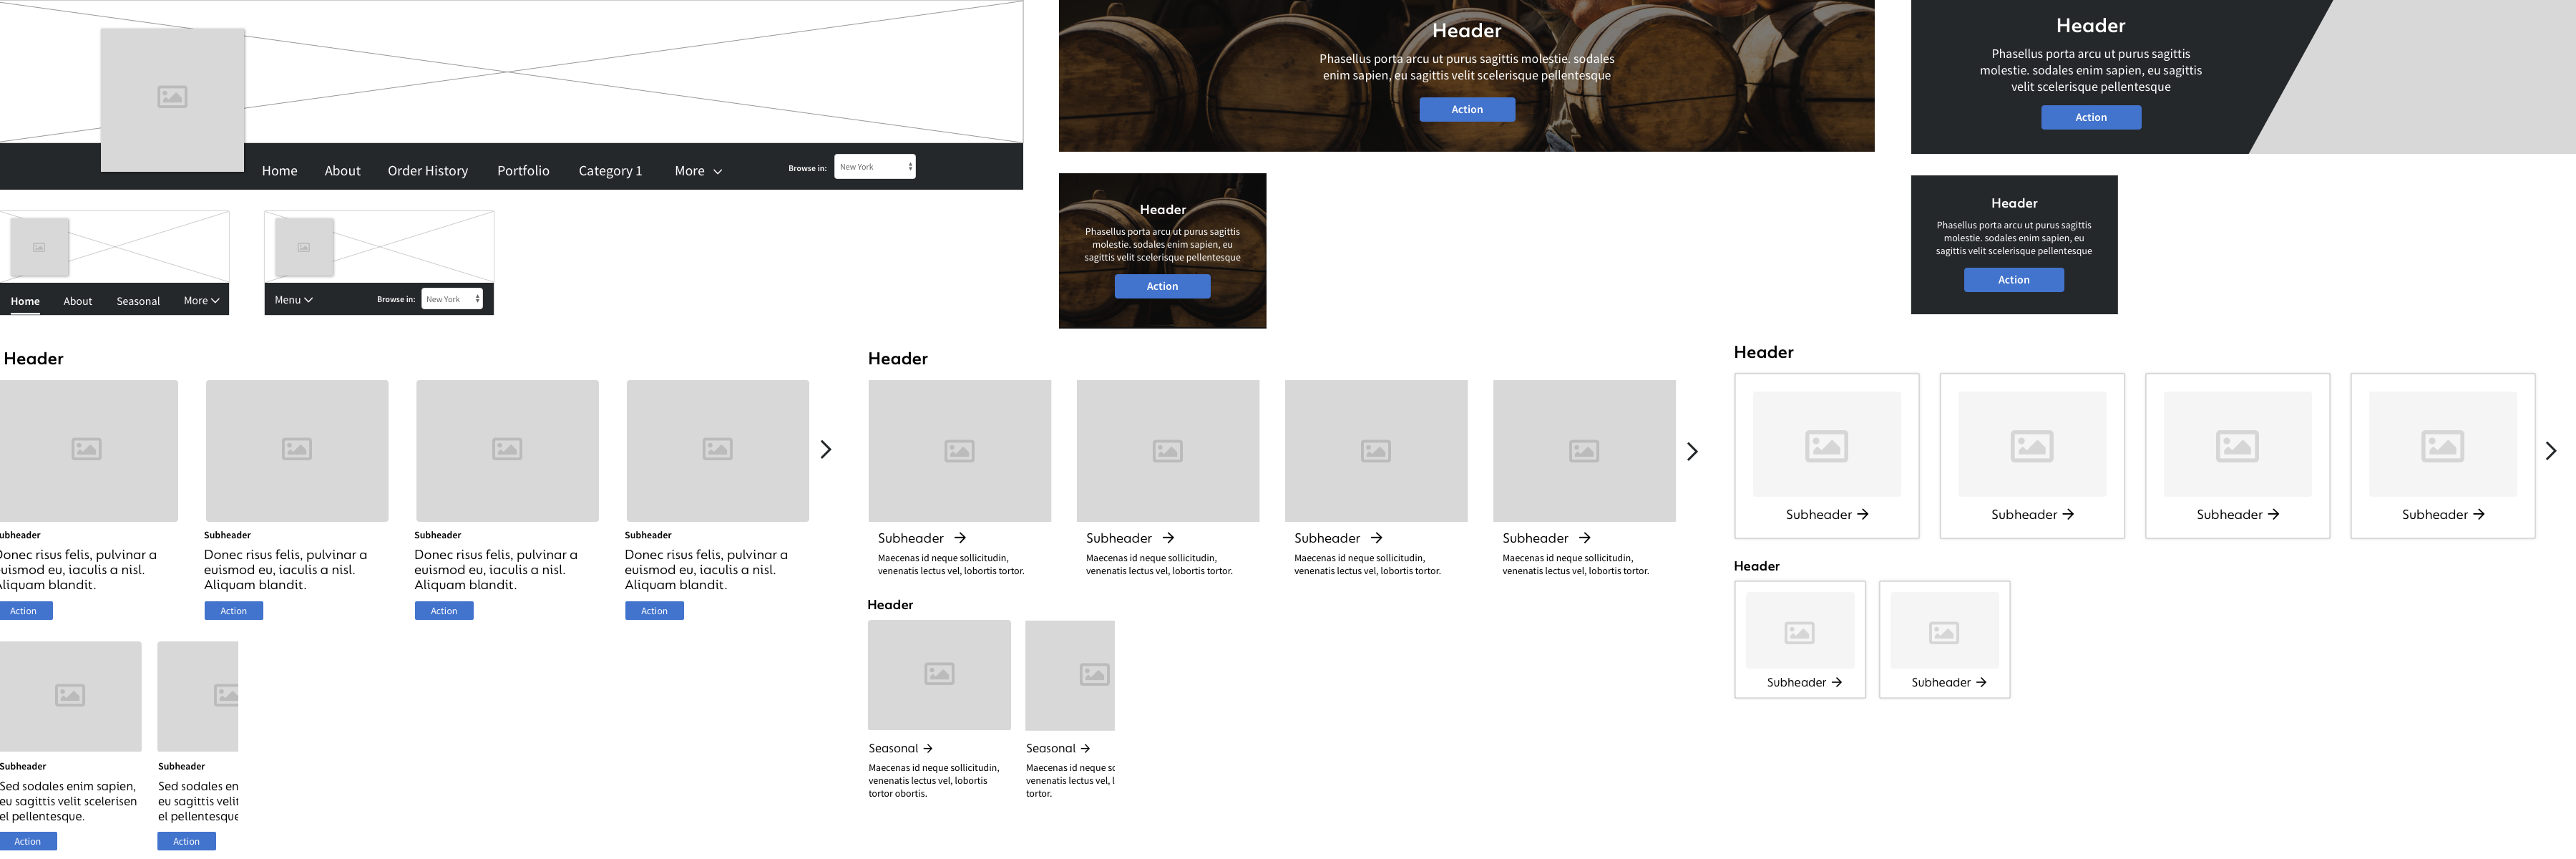 Home About Order History Portfolio Category 1 More Browse in: New York
Home About Seasonal More
Menu Browse in: New York
Header
Phasellus porta arcu ut purus sagittis molestie. sodales
enim sapien, eu sagittis velit scelerisque pellentesque
Action
Header
Phasellus porta arcu ut purus sagittis
molestie. sodales enim sapien, eu
sagittis velit scelerisque pellentesque
Action
Header
Phasellus porta arcu ut purus sagittis
molestie. sodales enim sapien, eu sagittis
velit scelerisque pellentesque
Action
Header
Phasellus porta arcu ut purus sagittis
molestie. sodales enim sapien, eu
sagittis velit scelerisque pellentesque
Action
Header
ubheader
Donec risus felis, pulvinar a
euismod eu, iaculis a nisl.
Aliquam blandit.
Action
Subheader
Donec risus felis, pulvinar a
euismod eu, iaculis a nisl.
Aliquam blandit.
Action
Subheader
Donec risus felis, pulvinar a
euismod eu, iaculis a nisl.
Aliquam blandit.
Action
Subheader
Donec risus felis, pulvinar a
euismod eu, iaculis a nisl.
Aliquam blandit.
Action
Subheader
Sed sodales enim sapien,
eu sagittis velit scelerisen
el pellentesque.
Action
Subheader
Sed sodales en
eu sagittis velit
el pellentesque
Action
Header
Subheader →
Maecenas id neque sollicitudin,
venenatis lectus vel, lobortis tortor.
Subheader →
Maecenas id neque sollicitudin,
venenatis lectus vel, lobortis tortor.
Subheader →
Maecenas id neque sollicitudin,
venenatis lectus vel, lobortis tortor.
Subheader →
Maecenas id neque sollicitudin,
venenatis lectus vel, lobortis tortor.
Header
Seasonal →
Maecenas id neque sollicitudin,
venenatis lectus vel, lobortis
tortor obortis.
Seasonal →
Maecenas id neque sc
venenatis lectus vel, l
tortor.
Header
Subheader →
Subheader →
Subheader →
Subheader →
Header
Subheader →
Subheader →